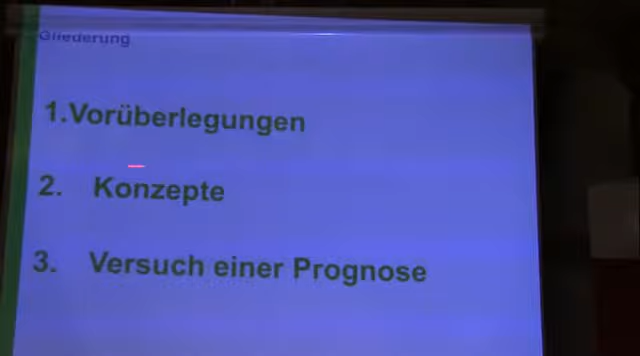 Gliederung
1.Vorüberlegungen
2. Konzepte
3. Versuch einer Prognose